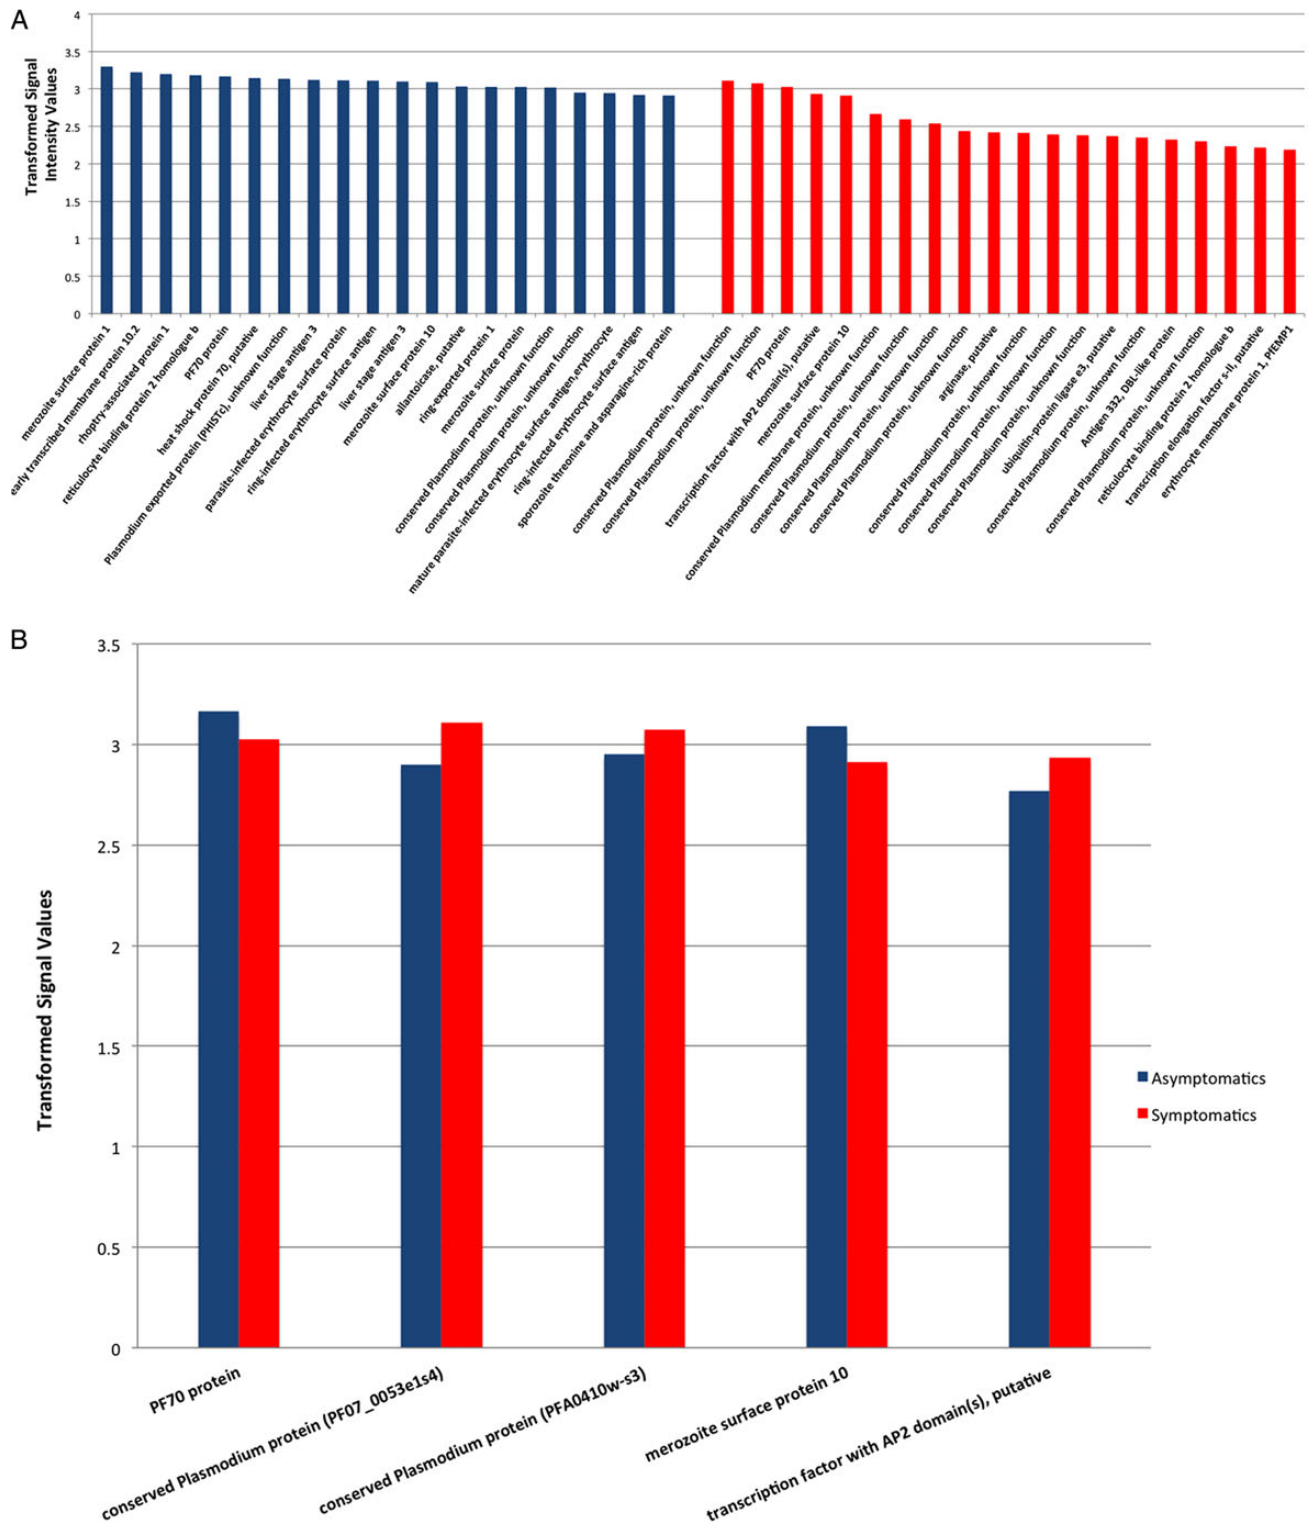 A
Transformed Signal
Intensity Values
4
3.5
3
2.5
2
1.5
1
0.5
0
merozoite surface protein 1
early transcribed membrane protein 10.2
rhoptry-associated protein 1
reticulocyte binding protein 2 homologue b
PF70 protein
heat shock protein 70, putative
Plasmodium exported protein (PHISTc), unknown function
liver stage antigen 3
parasite-infected erythrocyte surface protein
ring-infected erythrocyte surface antigen
liver stage antigen 3
merozoite surface protein 10
allantoicase, putative
ring-exported protein 1
merozoite surface protein
conserved Plasmodium protein, unknown function
conserved Plasmodium protein, unknown function
mature parasite-infected erythrocyte surface antigen,erythrocyte
ring-infected erythrocyte surface antigen
sporozoite threonine and asparagine-rich protein
conserved Plasmodium protein, unknown function
conserved Plasmodium protein, unknown function
PF70 protein
transcription factor with AP2 domain(s), putative
merozoite surface protein 10
conserved Plasmodium membrane protein, unknown function
conserved Plasmodium protein, unknown function
conserved Plasmodium protein, unknown function
conserved Plasmodium protein, unknown function
arginase, putative
conserved Plasmodium protein, unknown function
conserved Plasmodium protein, unknown function
conserved Plasmodium protein, unknown function
ubiquitin-protein ligase e3, putative
conserved Plasmodium protein, unknown function
Antigen 332, DBL-like protein
conserved Plasmodium protein, unknown function
reticulocyte binding protein 2 homologue b
transcription elongation factor s-II, putative
erythrocyte membrane protein 1, PfEMP1
B
Transformed Signal Values
3.5
3
2.5
2
1.5
1
0.5
0
PF70 protein
conserved Plasmodium protein (PF07_0053e1s4)
conserved Plasmodium protein (PFA0410w-s3)
merozoite surface protein 10
transcription factor with AP2 domain(s), putative
Asymptomatics
Symptomatics